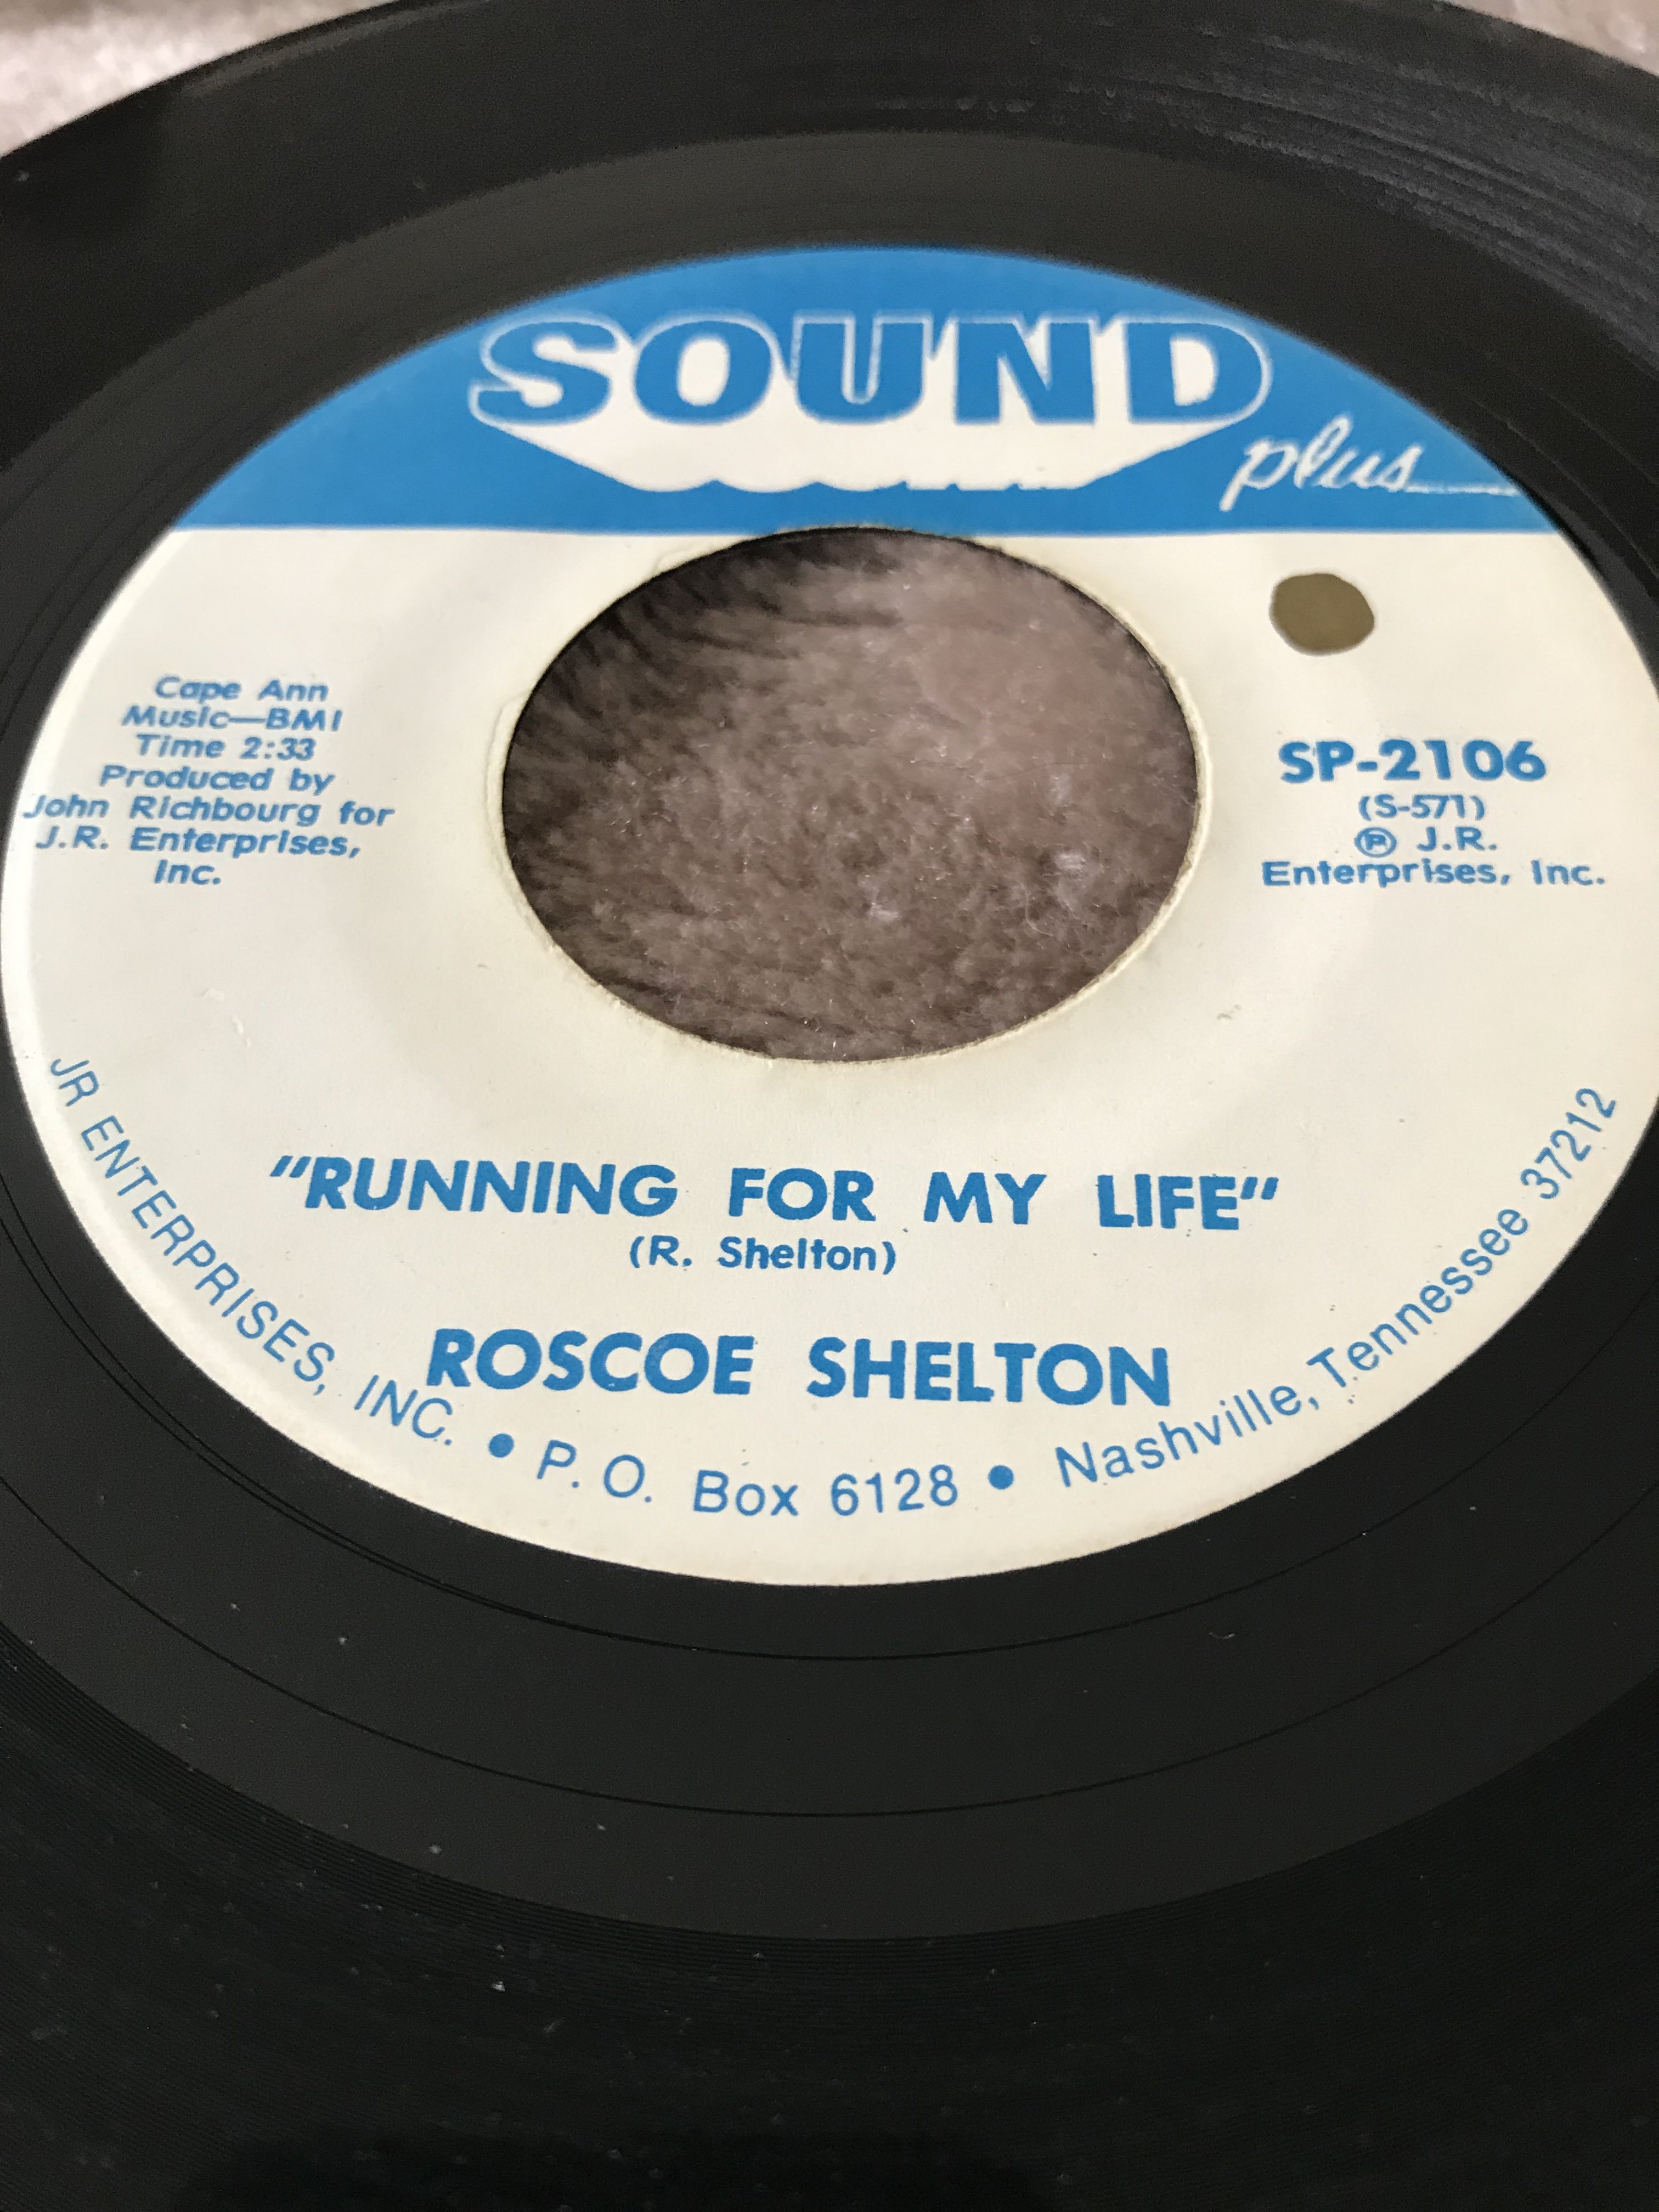 SOUND
plus
Cape Ann
Music—BMI
Time 2:33
Produced by
John Richbourg for
J.R. Enterprises,
Inc.
SP-2106
(S-571)
Ⓟ J.R.
Enterprises, Inc.
"RUNNING FOR MY LIFE"
(R. Shelton)
ROSCOE SHELTON
JR ENTERPRISES, INC. • P.O. Box 6128 • Nashville, Tennessee 37212